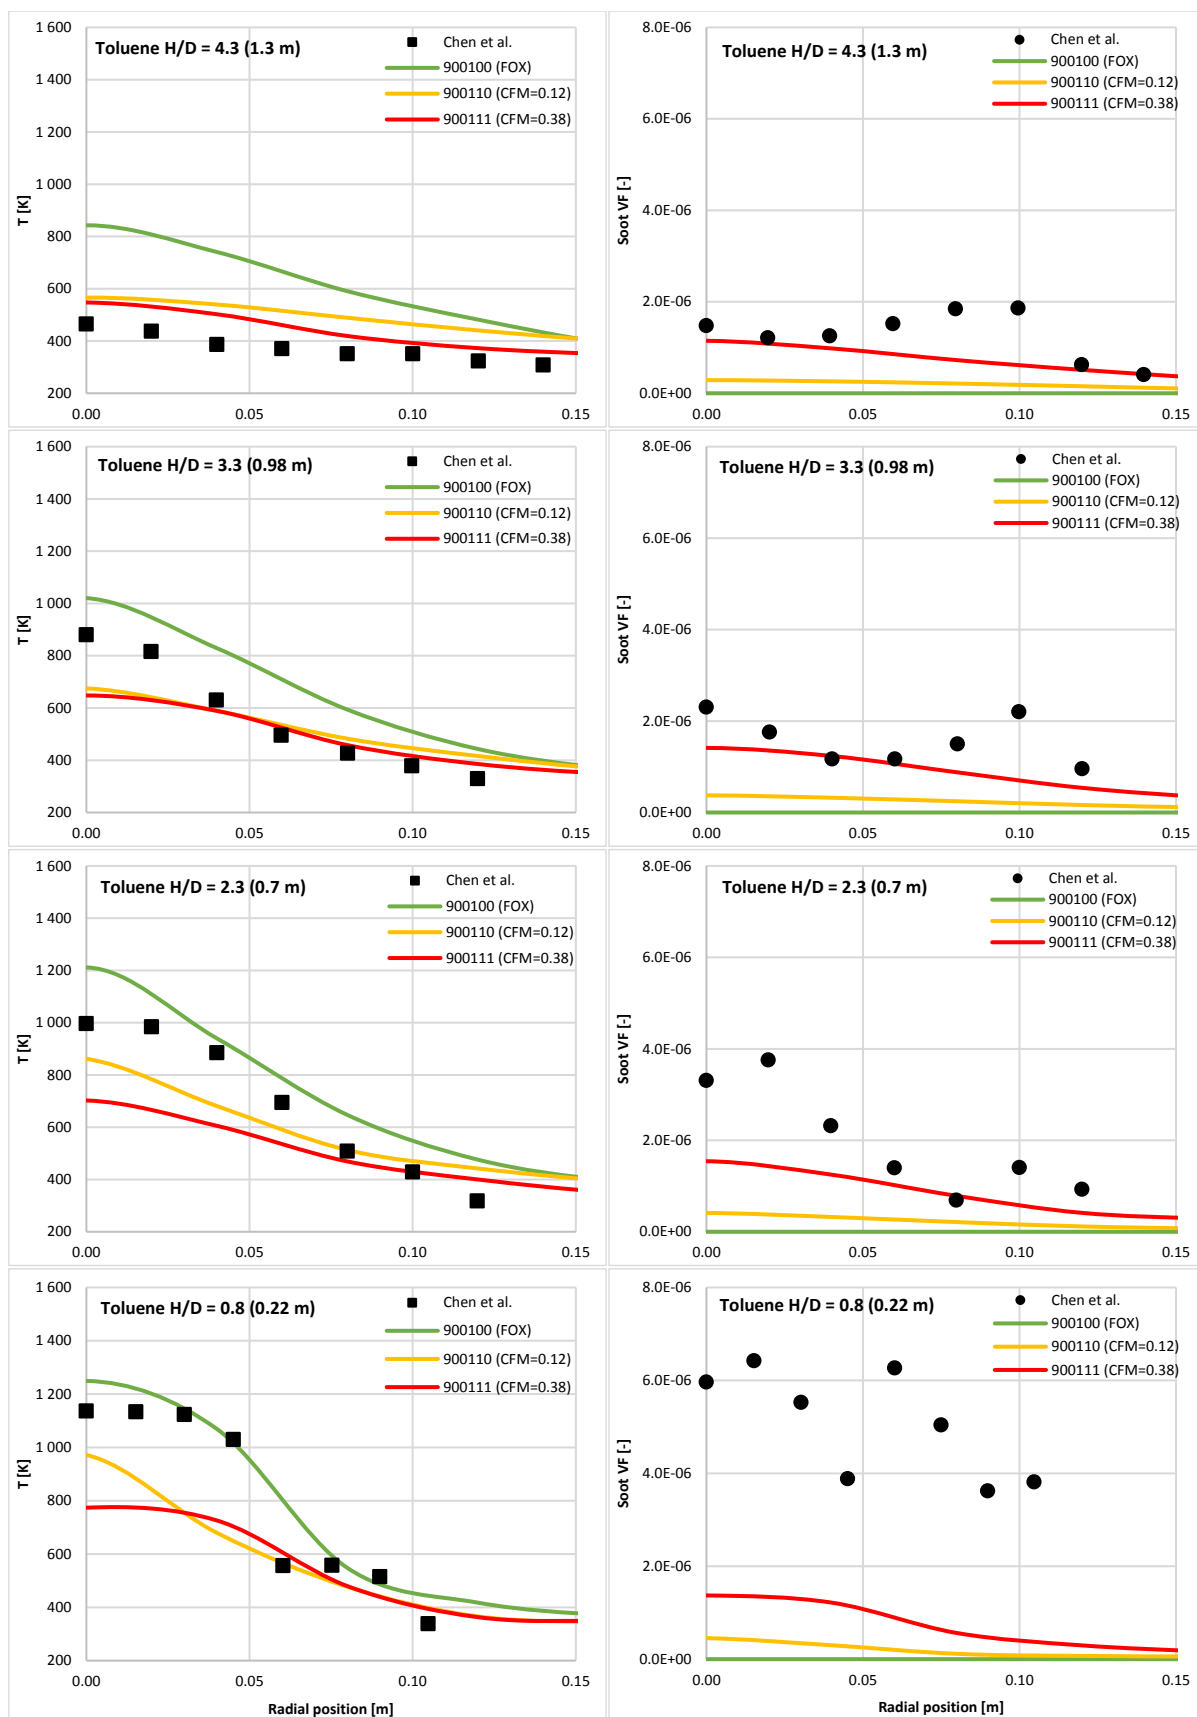 Toluene H/D = 4.3 (1.3 m)
Chen et al.
900100 (FOX)
900110 (CFM=0.12)
900111 (CFM=0.38)
T [K]
1 600
1 400
1 200
1 000
800
600
400
200
0.00
0.05
0.10
0.15
Toluene H/D = 4.3 (1.3 m)
Chen et al.
900100 (FOX)
900110 (CFM=0.12)
900111 (CFM=0.38)
Soot VF [-]
8.0E-06
6.0E-06
4.0E-06
2.0E-06
0.0E+00
0.00
0.05
0.10
0.15
Toluene H/D = 3.3 (0.98 m)
Chen et al.
900100 (FOX)
900110 (CFM=0.12)
900111 (CFM=0.38)
T [K]
1 600
1 400
1 200
1 000
800
600
400
200
0.00
0.05
0.10
0.15
Toluene H/D = 3.3 (0.98 m)
Chen et al.
900100 (FOX)
900110 (CFM=0.12)
900111 (CFM=0.38)
Soot VF [-]
8.0E-06
6.0E-06
4.0E-06
2.0E-06
0.0E+00
0.00
0.05
0.10
0.15
Toluene H/D = 2.3 (0.7 m)
Chen et al.
900100 (FOX)
900110 (CFM=0.12)
900111 (CFM=0.38)
T [K]
1 600
1 400
1 200
1 000
800
600
400
200
0.00
0.05
0.10
0.15
Toluene H/D = 2.3 (0.7 m)
Chen et al.
900100 (FOX)
900110 (CFM=0.12)
900111 (CFM=0.38)
Soot VF [-]
8.0E-06
6.0E-06
4.0E-06
2.0E-06
0.0E+00
0.00
0.05
0.10
0.15
Toluene H/D = 0.8 (0.22 m)
Chen et al.
900100 (FOX)
900110 (CFM=0.12)
900111 (CFM=0.38)
T [K]
1 600
1 400
1 200
1 000
800
600
400
200
0.00
0.05
0.10
0.15
Radial position [m]
Toluene H/D = 0.8 (0.22 m)
Chen et al.
900100 (FOX)
900110 (CFM=0.12)
900111 (CFM=0.38)
Soot VF [-]
8.0E-06
6.0E-06
4.0E-06
2.0E-06
0.0E+00
0.00
0.05
0.10
0.15
Radial position [m]